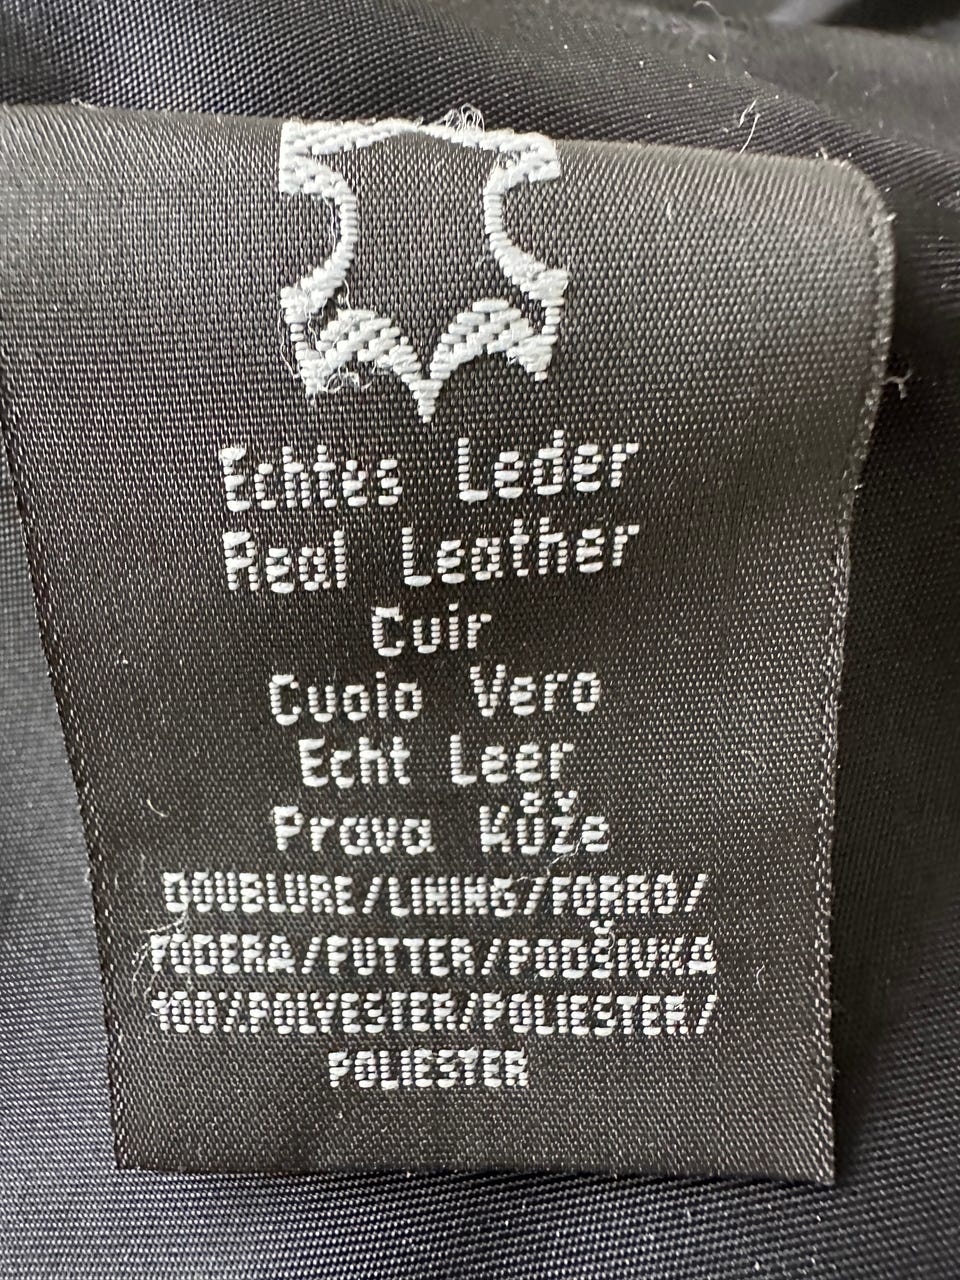 Echtes Leder
Real Leather
Cuir
Cuoio Vero
Echt Leer
Prava Kůže
DOUBLURE/LINING/FORRO/
FODERA/FUTTER/PODŠIVKA
100%POLYESTER/POLIESTER/
POLIESTER